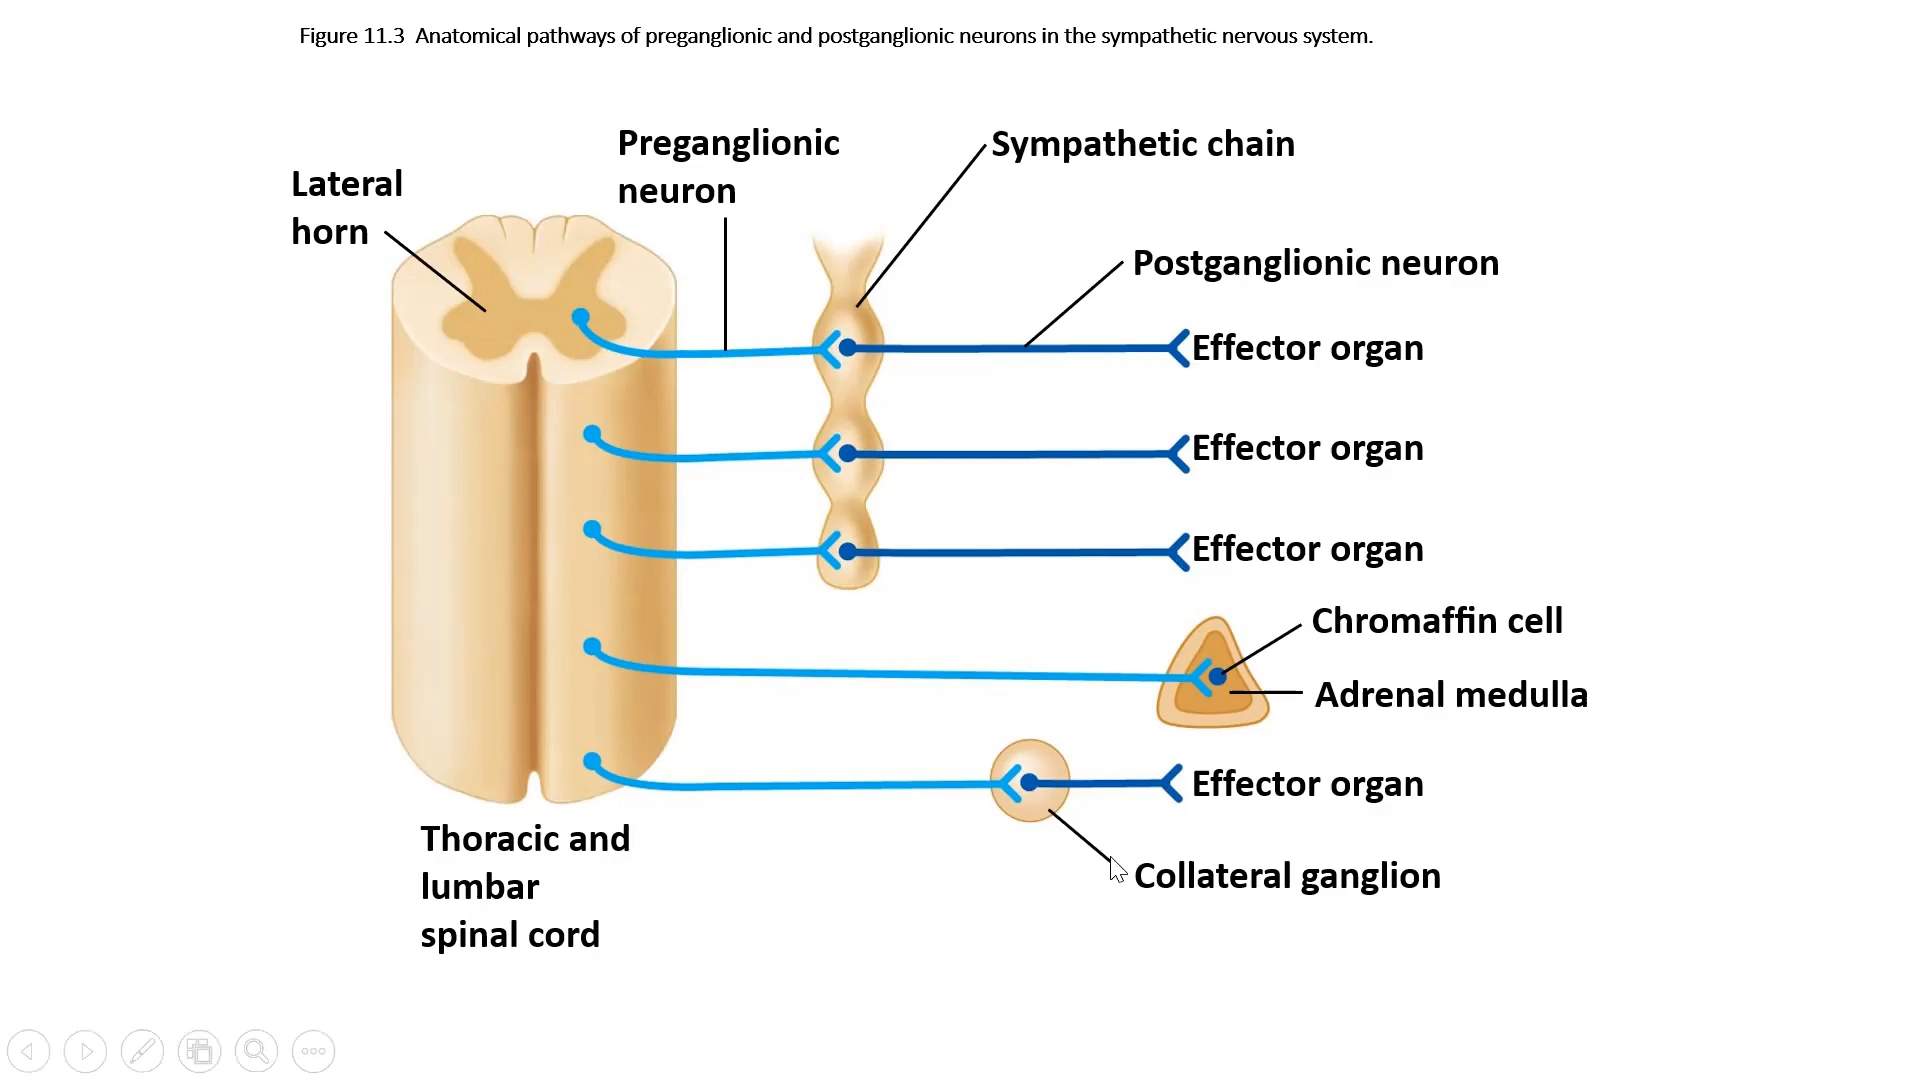 Figure 11.3  Anatomical pathways of preganglionic and postganglionic neurons in the sympathetic nervous system.
Preganglionic
neuron
Sympathetic chain
Lateral
horn
Postganglionic neuron
Effector organ
Effector organ
Effector organ
Chromaffin cell
Adrenal medulla
Effector organ
Thoracic and
lumbar
spinal cord
Collateral ganglion